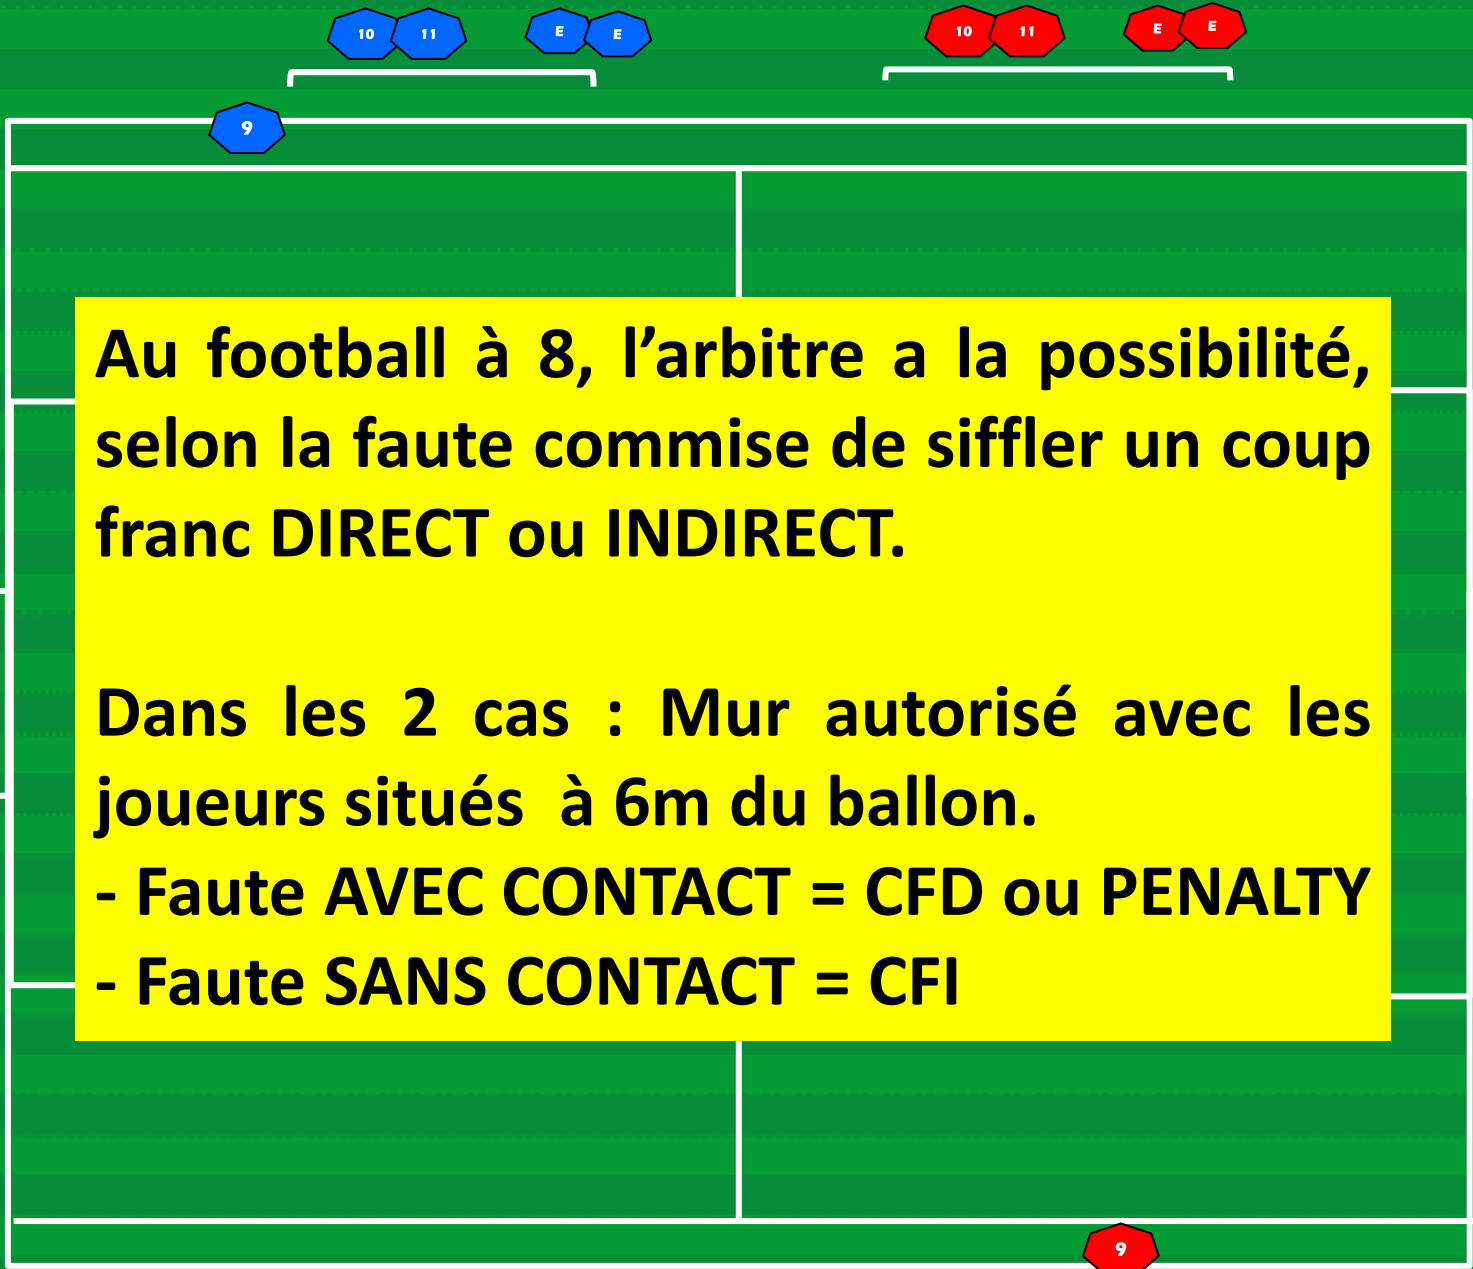 10 11 E E 10 11 E E
9
Au football à 8, l’arbitre a la possibilité,
selon la faute commise de siffler un coup
franc DIRECT ou INDIRECT.
Dans les 2 cas : Mur autorisé avec les
joueurs situés à 6m du ballon.
- Faute AVEC CONTACT = CFD ou PENALTY
- Faute SANS CONTACT = CFI
9